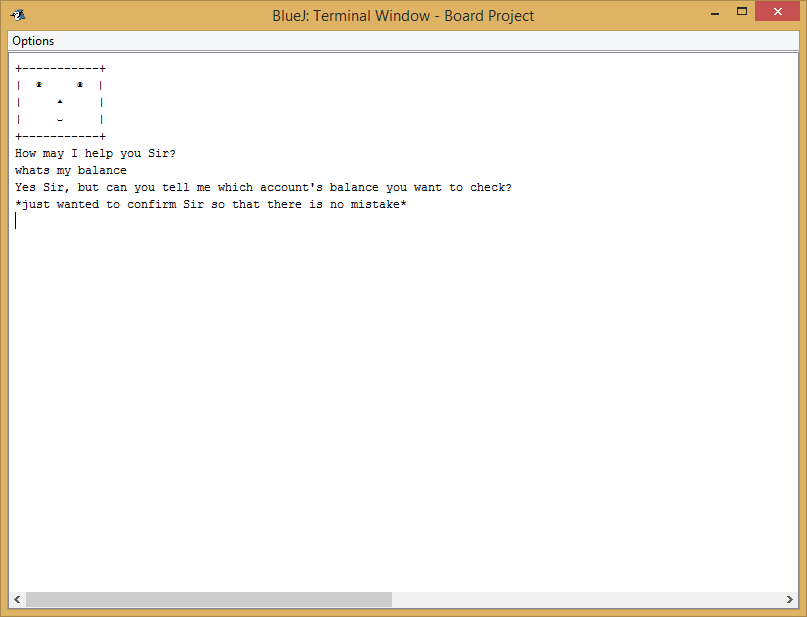 BlueJ: Terminal Window - Board Project
Options
+-----------+
|           |
|           |
|           |
+-----------+
How may I help you Sir?
whats my balance
Yes Sir, but can you tell me which account's balance you want to check?
*just wanted to confirm Sir so that there is no mistake*